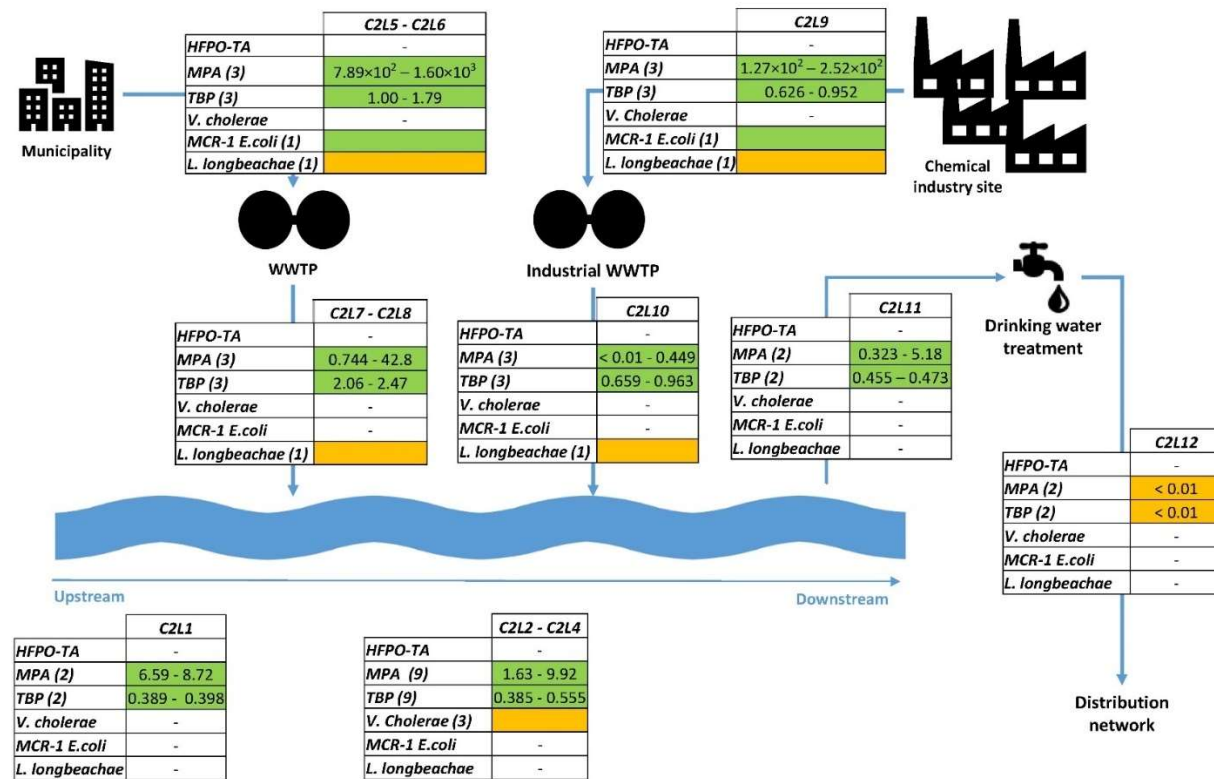 C2L5 - C2L6
HFPO-TA -
MPA (3) 7.89×10² – 1.60×10³
TBP (3) 1.00 - 1.79
V. cholerae -
MCR-1 E.coli (1)
L. longbeachae (1)
Municipality
C2L9
HFPO-TA -
MPA (3) 1.27×10² – 2.52×10²
TBP (3) 0.626 - 0.952
V. Cholerae -
MCR-1 E.coli (1)
L. longbeachae (1)
Chemical
industry site
WWTP
Industrial WWTP
Drinking water
treatment
C2L7 - C2L8
HFPO-TA -
MPA (3) 0.744 - 42.8
TBP (3) 2.06 - 2.47
V. cholerae -
MCR-1 E.coli -
L. longbeachae (1)
C2L10
HFPO-TA -
MPA (3) < 0.01 - 0.449
TBP (3) 0.659 - 0.963
V. cholerae -
MCR-1 E.coli -
L. longbeachae (1)
C2L11
HFPO-TA -
MPA (2) 0.323 - 5.18
TBP (2) 0.455 – 0.473
V. cholerae -
MCR-1 E.coli -
L. longbeachae -
C2L12
HFPO-TA -
MPA (2) < 0.01
TBP (2) < 0.01
V. cholerae -
MCR-1 E.coli -
L. longbeachae -
Upstream
Downstream
C2L1
HFPO-TA -
MPA (2) 6.59 - 8.72
TBP (2) 0.389 - 0.398
V. cholerae -
MCR-1 E.coli -
L. longbeachae -
C2L2 - C2L4
HFPO-TA -
MPA (9) 1.63 - 9.92
TBP (9) 0.385 - 0.555
V. Cholerae (3)
MCR-1 E.coli -
L. longbeachae -
Distribution
network